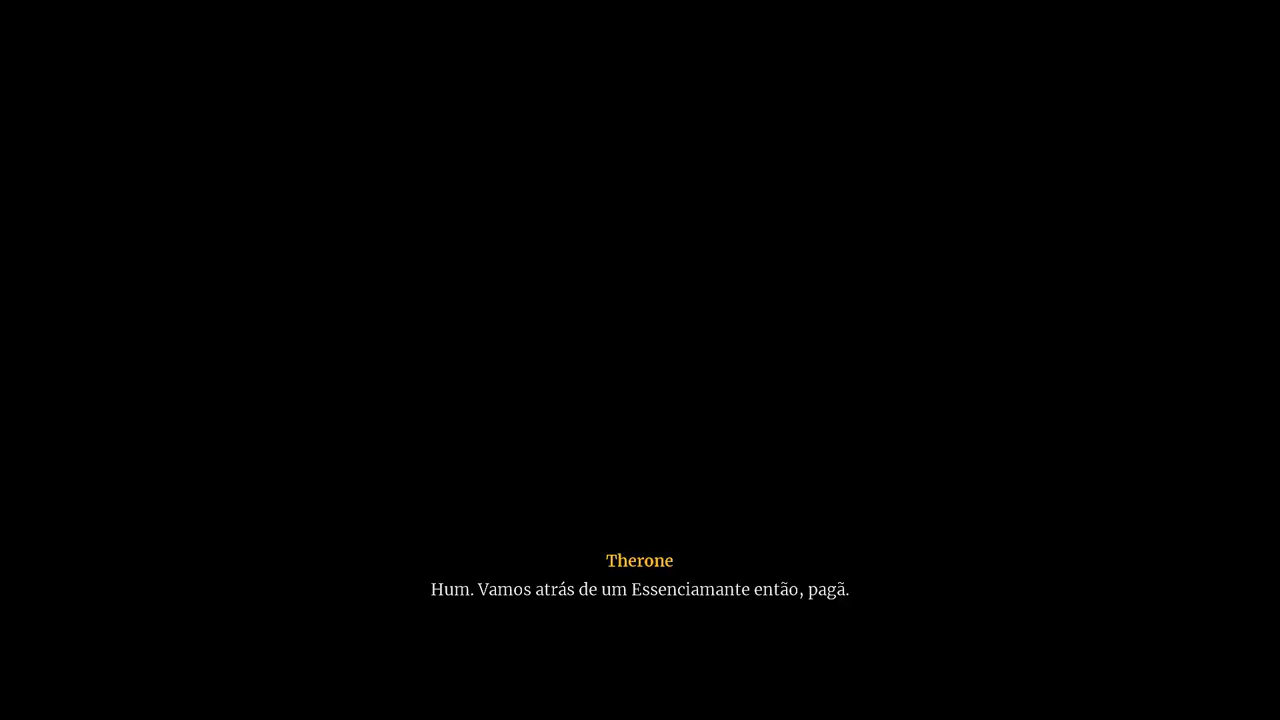 Therone
Hum. Vamos atrás de um Essenciamante então, pagã.